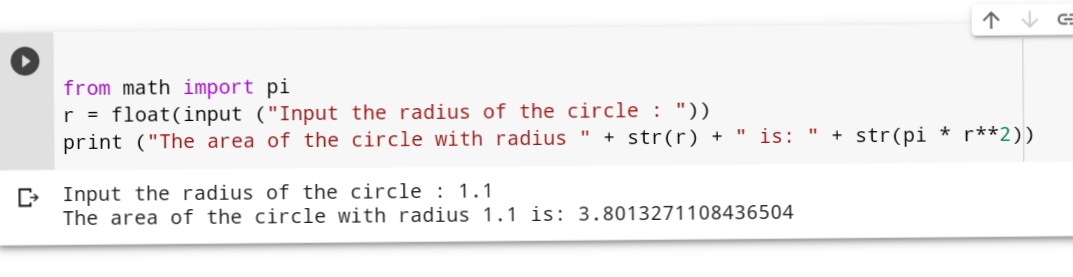 from math import pi
r = float(input ("Input the radius of the circle : "))
print ("The area of the circle with radius " + str(r) + " is: " + str(pi * r**2))
Input the radius of the circle : 1.1
The area of the circle with radius 1.1 is: 3.8013271108436504